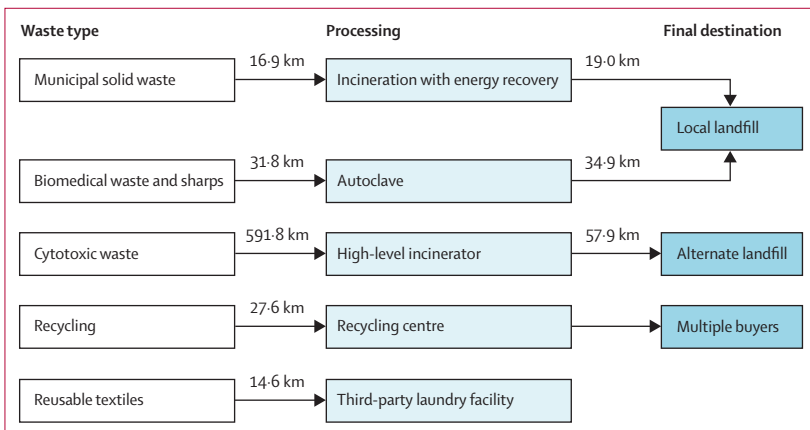 Waste type Processing Final destination
16·9 km 19·0 km
Municipal solid waste Incineration with energy recovery
Local landfill
31·8 km 34·9 km
Biomedical waste and sharps Autoclave
591·8 km 57·9 km
Cytotoxic waste High-level incinerator Alternate landfill
27·6 km
Recycling Recycling centre Multiple buyers
14·6 km
Reusable textiles Third-party laundry facility